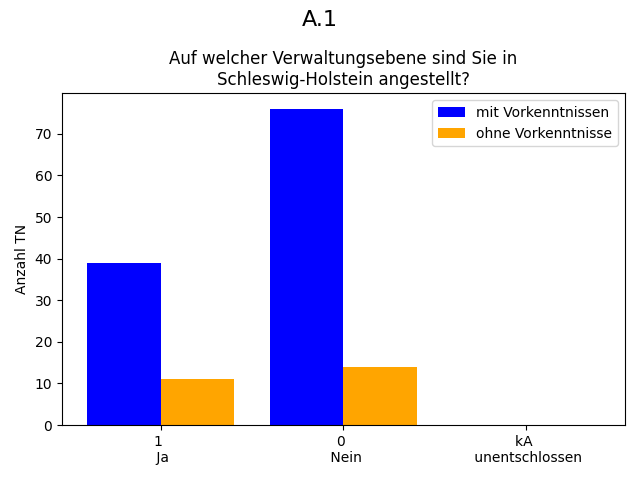 A.1
Auf welcher Verwaltungsebene sind Sie in
Schleswig-Holstein angestellt?
mit Vorkenntnissen
ohne Vorkenntnisse
Anzahl TN
70
60
50
40
30
20
10
0
1
Ja
0
Nein
kA
unentschlossen